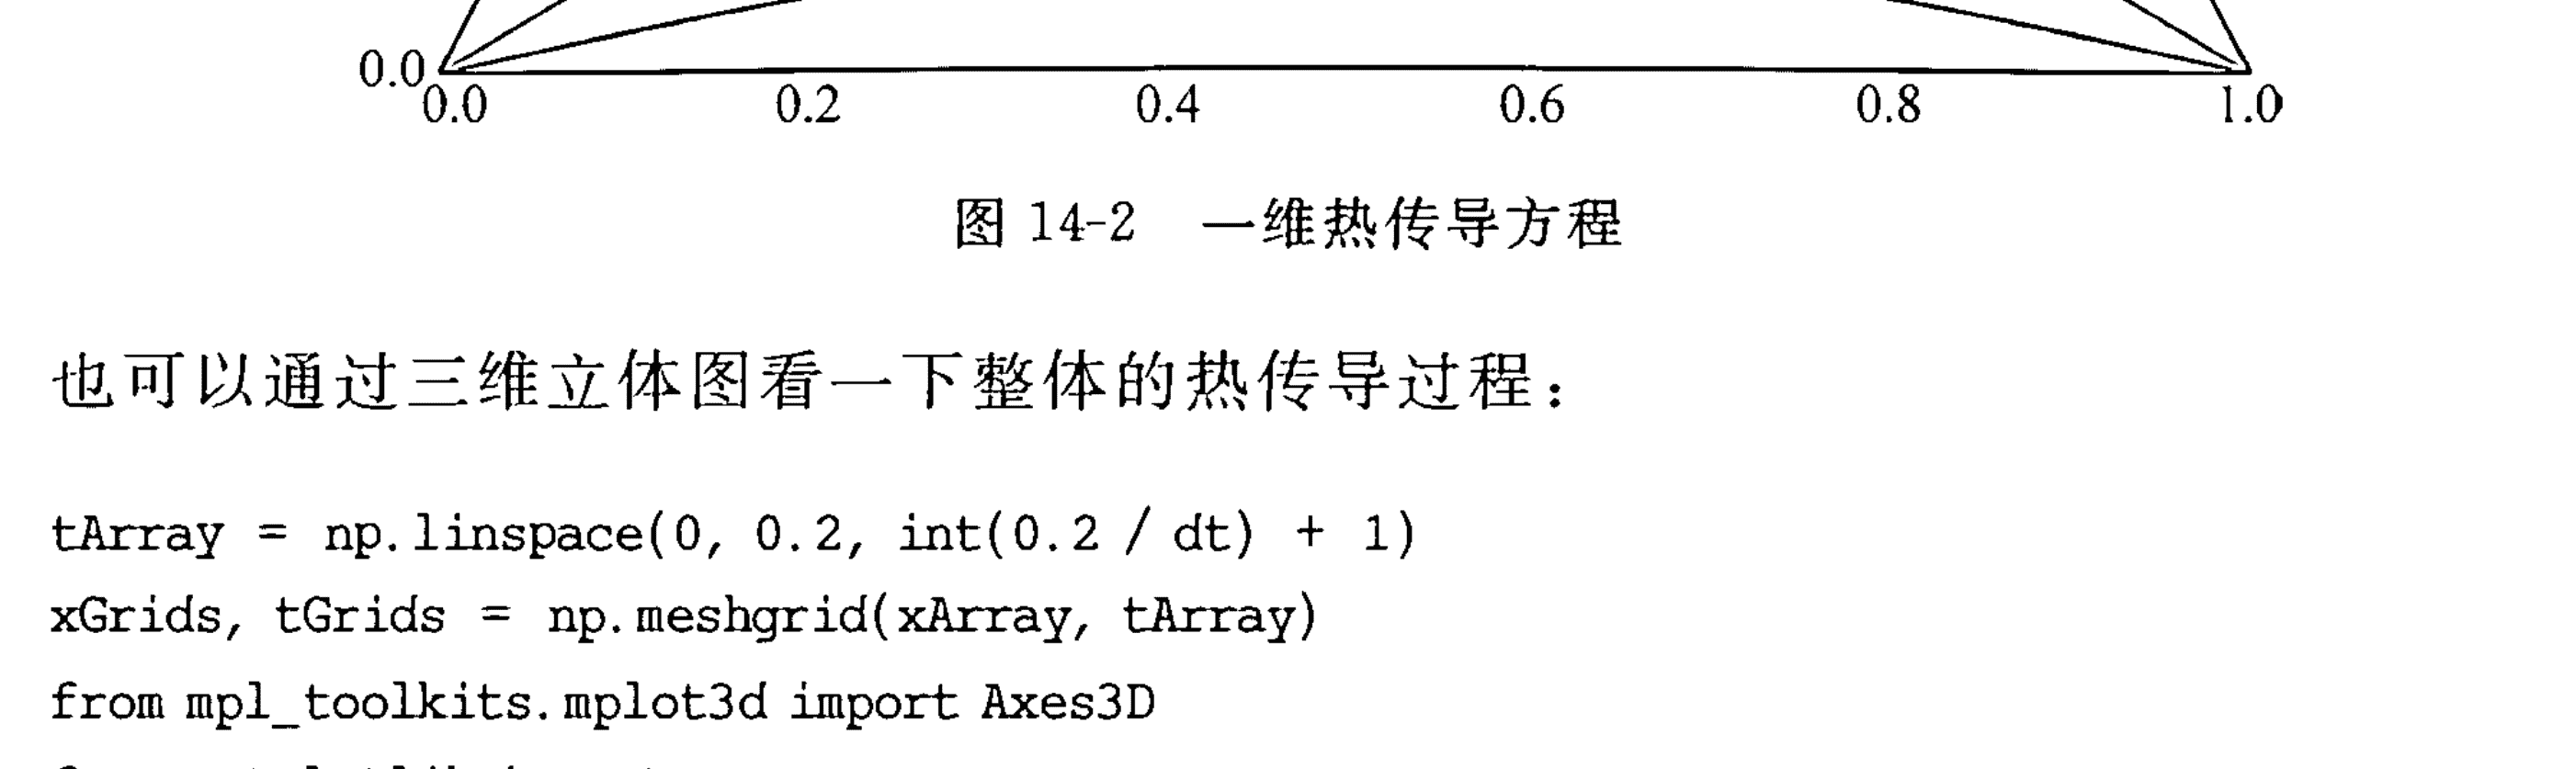 0.0
0.0 0.2 0.4 0.6 0.8 1.0
图 14-2 一维热传导方程
也可以通过三维立体图看一下整体的热传导过程：
tArray = np.linspace(0, 0.2, int(0.2 / dt) + 1)
xGrids, tGrids = np.meshgrid(xArray, tArray)
from mpl_toolkits.mplot3d import Axes3D